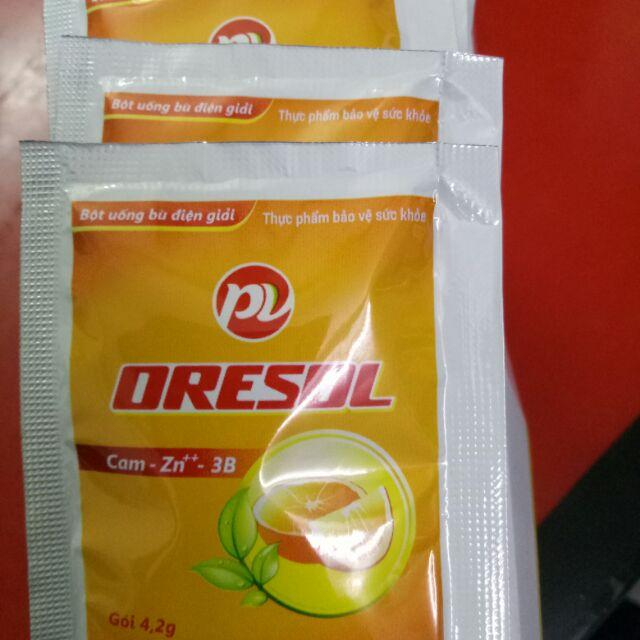 Bột uống bù điện giải
Thực phẩm bảo vệ sức khỏe
Bột uống bù điện giải
Thực phẩm bảo vệ sức khỏe
pv
ORESOL
Cam - Zn⁺⁺ - 3B
Gói 4,2g